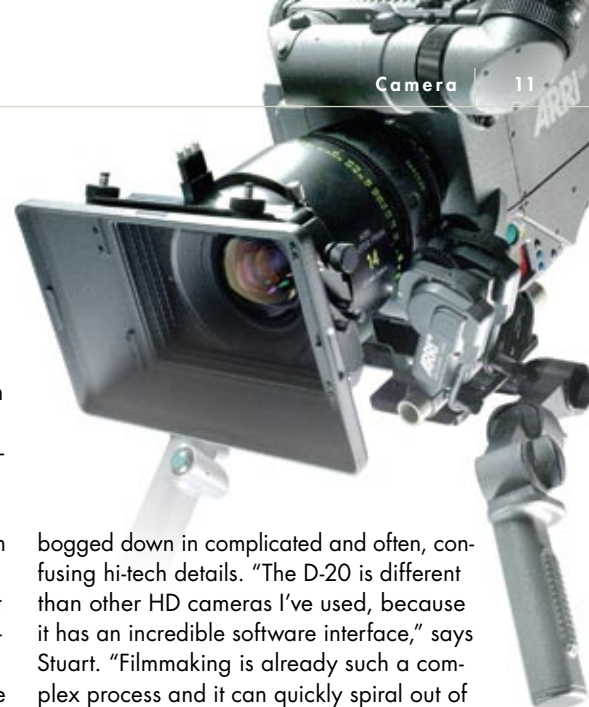 Camera 11
ARRI
14
ARRI
n
-
n
bogged down in complicated and often, con-
fusing hi-tech details. “The D-20 is different
than other HD cameras I’ve used, because
-
it has an incredible software interface,” says
Stuart. “Filmmaking is already such a com-
e
plex process and it can quickly spiral out of